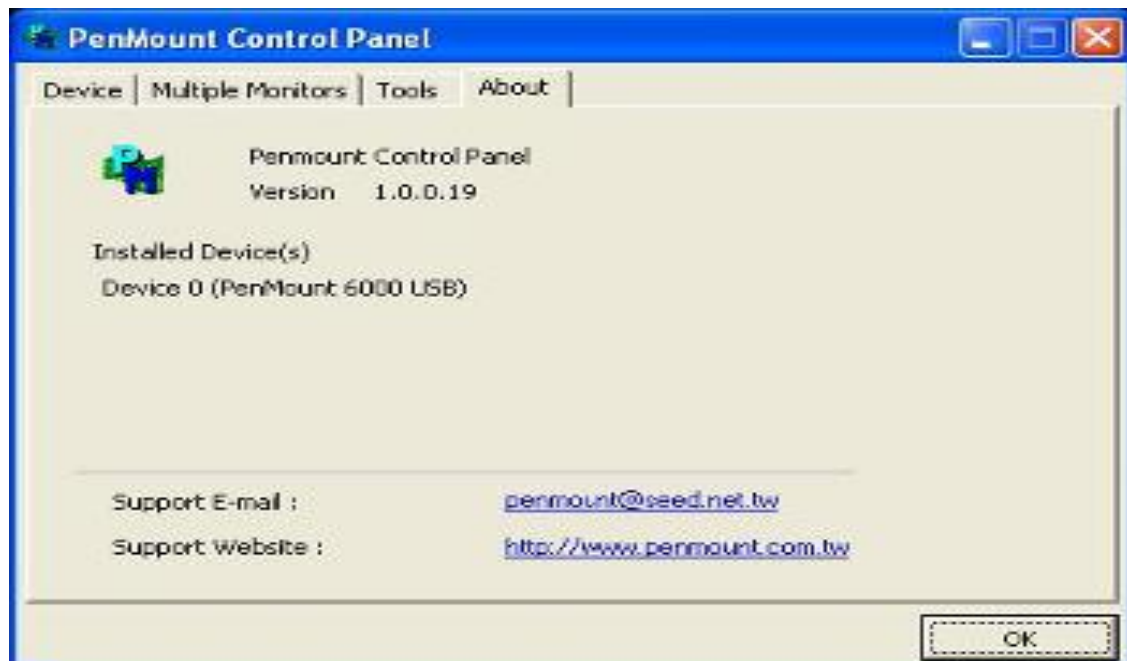 PenMount Control Panel
Device Multiple Monitors Tools About
PM
Penmount Control Panel
Version 1.0.0.19
Installed Device(s)
Device 0 (PenMount 6000 USB)
Support E-mail : penmount@seed.net.tw
Support Website : http://www.penmount.com.tw
OK